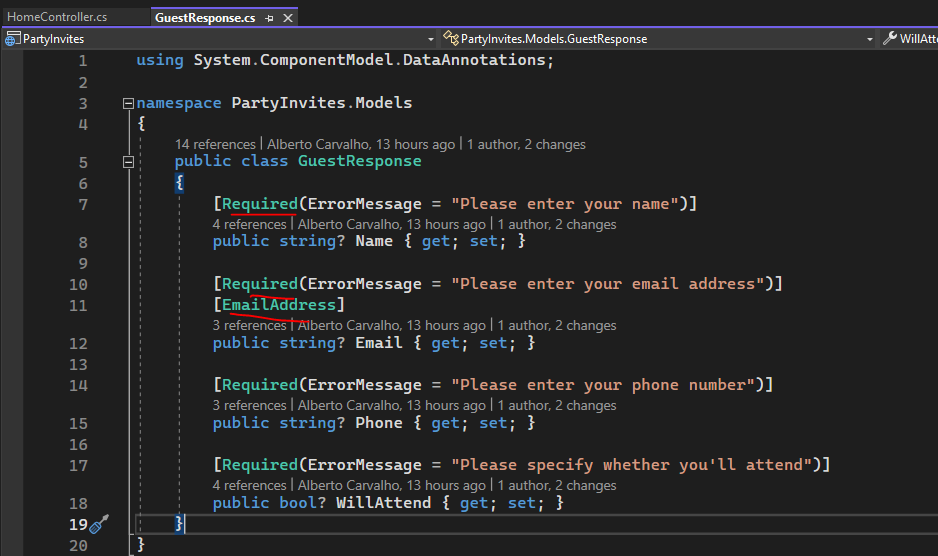 HomeController.cs GuestResponse.cs
PartyInvites PartyInvites.Models.GuestResponse WillAtte
1 using System.ComponentModel.DataAnnotations;
2
3 namespace PartyInvites.Models
4 {
14 references | Alberto Carvalho, 13 hours ago | 1 author, 2 changes
5 public class GuestResponse
6 {
7 [Required(ErrorMessage = "Please enter your name")]
4 references | Alberto Carvalho, 13 hours ago | 1 author, 2 changes
8 public string? Name { get; set; }
9
10 [Required(ErrorMessage = "Please enter your email address")]
11 [EmailAddress]
3 references | Alberto Carvalho, 13 hours ago | 1 author, 2 changes
12 public string? Email { get; set; }
13
14 [Required(ErrorMessage = "Please enter your phone number")]
3 references | Alberto Carvalho, 13 hours ago | 1 author, 2 changes
15 public string? Phone { get; set; }
16
17 [Required(ErrorMessage = "Please specify whether you'll attend")]
4 references | Alberto Carvalho, 13 hours ago | 1 author, 2 changes
18 public bool? WillAttend { get; set; }
19 }
20 }